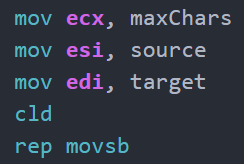 mov ecx, maxChars
mov esi, source
mov edi, target
cld
rep movsb